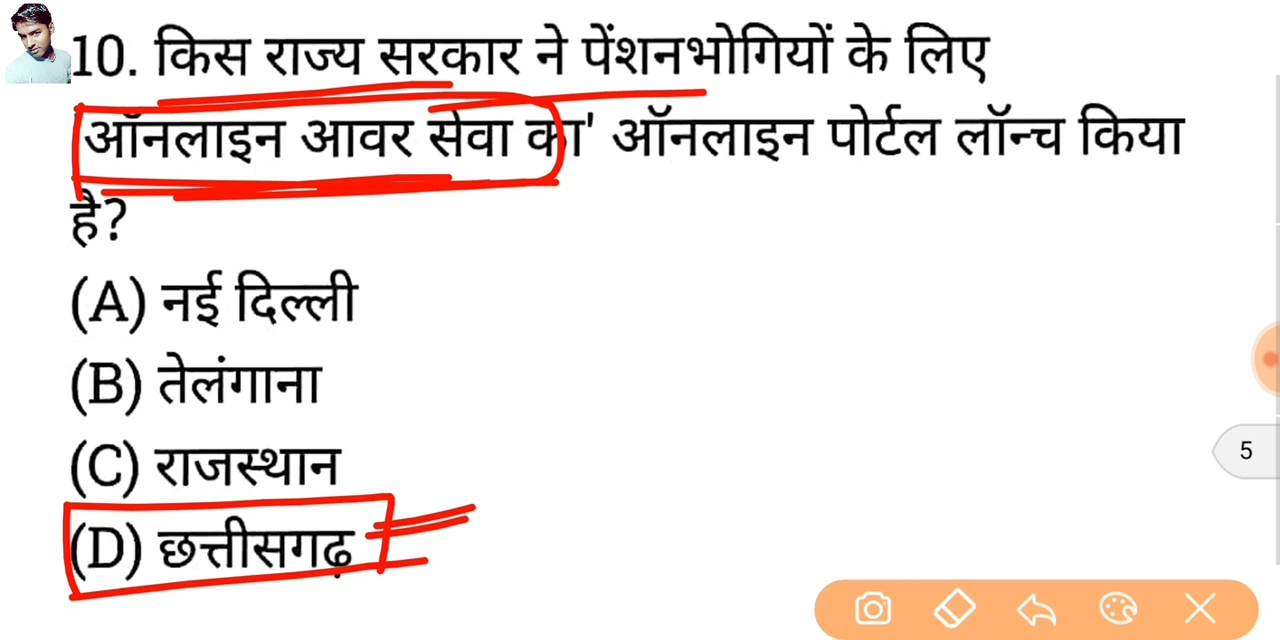 10. किस राज्य सरकार ने पेंशनभोगियों के लिए
ऑनलाइन आवर सेवा का' ऑनलाइन पोर्टल लॉन्च किया
है?
(A) नई दिल्ली
(B) तेलंगाना
(C) राजस्थान
(D) छत्तीसगढ़
5